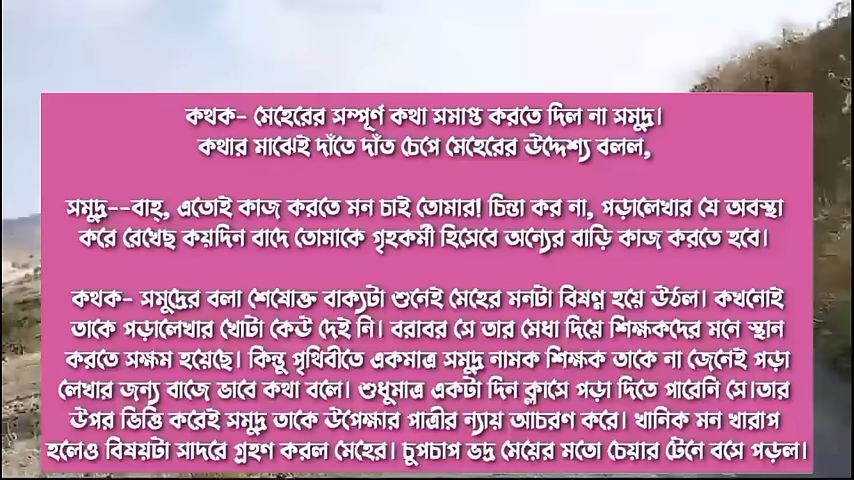 কথক- মেহেরের সম্পূর্ণ কথা সমাপ্ত করতে দিল না সমুদ্র।
কথার মাঝেই দাঁতে দাঁত চেপে মেহেরের উদ্দেশ্য বলল,
সমুদ্র--বাহ্, এতোই কাজ করতে মন চাই তোমার! চিন্তা কর না, পড়ালেখার যে অবস্থা
করে রেখেছ কয়দিন বাদে তোমাকে গৃহকর্মী হিসেবে অন্যের বাড়ি কাজ করতে হবে।
কথক- সমুদ্রের বলা শেষোক্ত বাক্যটা শুনেই মেহের মনটা বিষণ্ণ হয়ে উঠল। কখনোই
তাকে পড়ালেখার খোটা কেউ দেই নি। বরাবর সে তার মেধা দিয়ে শিক্ষকদের মনে স্থান
করতে সক্ষম হয়েছে। কিন্তু পৃথিবীতে একমাত্র সমুদ্র নামক শিক্ষক তাকে না জেনেই পড়া
লেখার জন্য বাজে ভাবে কথা বলে। শুধুমাত্র একটা দিন ক্লাসে পড়া দিতে পারেনি সে।তার
উপর ভিত্তি করেই সমুদ্র তাকে উপেক্ষার পাত্রীর ন্যায় আচরণ করে। খানিক মন খারাপ
হলেও বিষয়টা সাদরে গ্রহণ করল মেহের। চুপচাপ ভদ্র মেয়ের মতো চেয়ার টেনে বসে পড়ল।